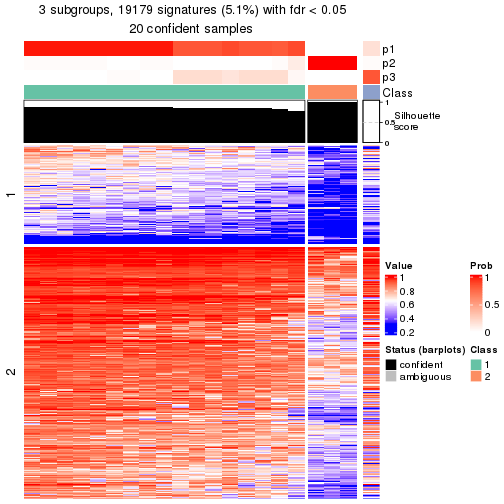 3 subgroups, 19179 signatures (5.1%) with fdr < 0.05
20 confident samples
p1
p2
p3
Class
1
0.5
0
Silhouette
score
1
2
Value
1
0.8
0.6
0.4
0.2
Prob
1
0.5
0
Status (barplots)
confident
ambiguous
Class
1
2